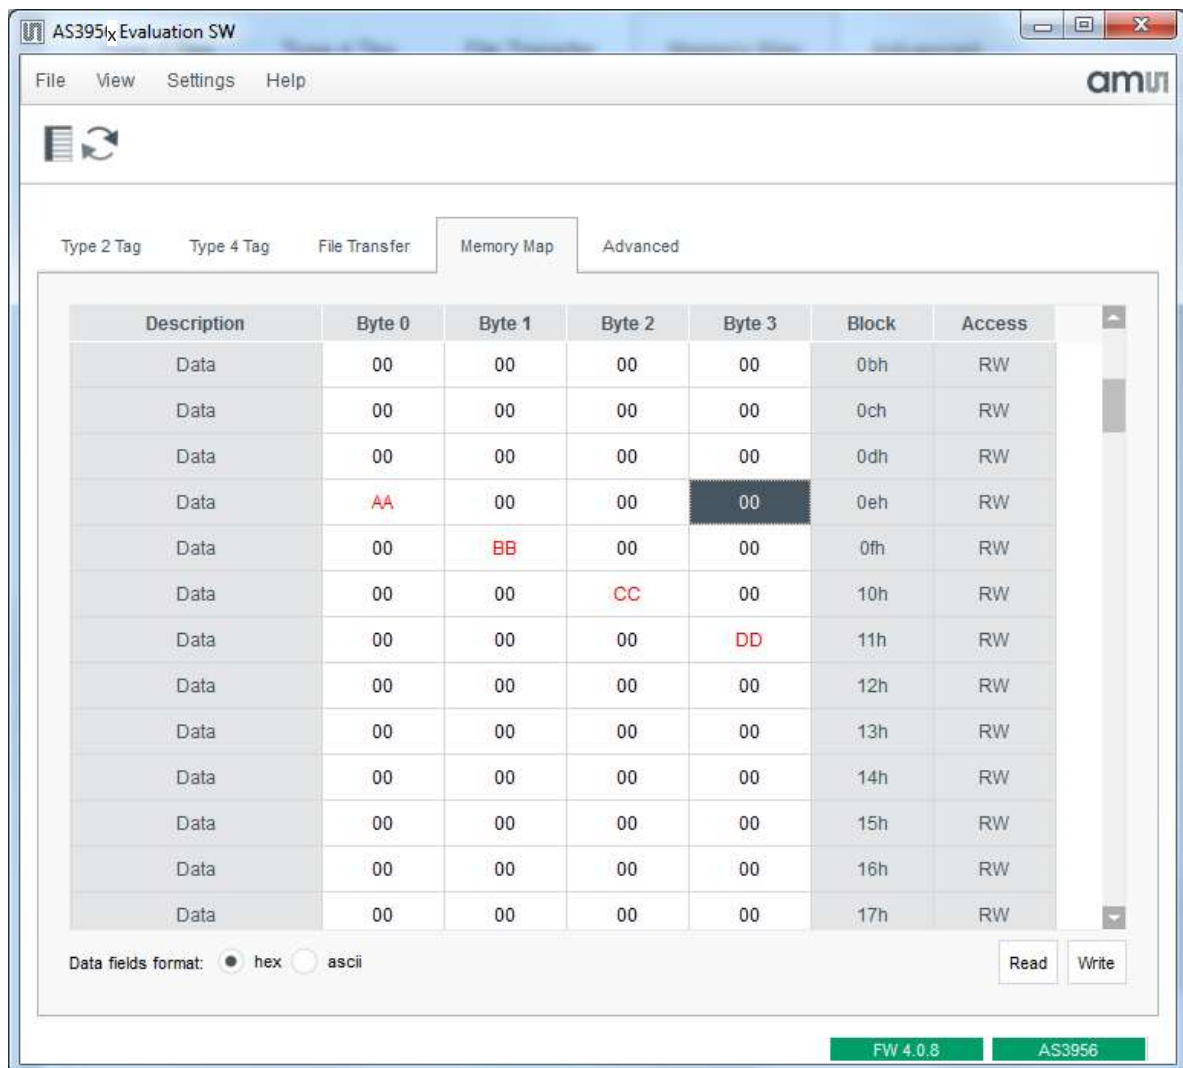 AS395x Evaluation SW
File View Settings Help
amu
Type 2 Tag Type 4 Tag File Transfer Memory Map Advanced
Description Byte 0 Byte 1 Byte 2 Byte 3 Block Access
Data 00 00 00 00 0bh RW
Data 00 00 00 00 0ch RW
Data 00 00 00 00 0dh RW
Data AA 00 00 00 0eh RW
Data 00 BB 00 00 0fh RW
Data 00 00 CC 00 10h RW
Data 00 00 00 DD 11h RW
Data 00 00 00 00 12h RW
Data 00 00 00 00 13h RW
Data 00 00 00 00 14h RW
Data 00 00 00 00 15h RW
Data 00 00 00 00 16h RW
Data 00 00 00 00 17h RW
Data fields format: hex ascii Read Write
FW 4.0.8 AS3956